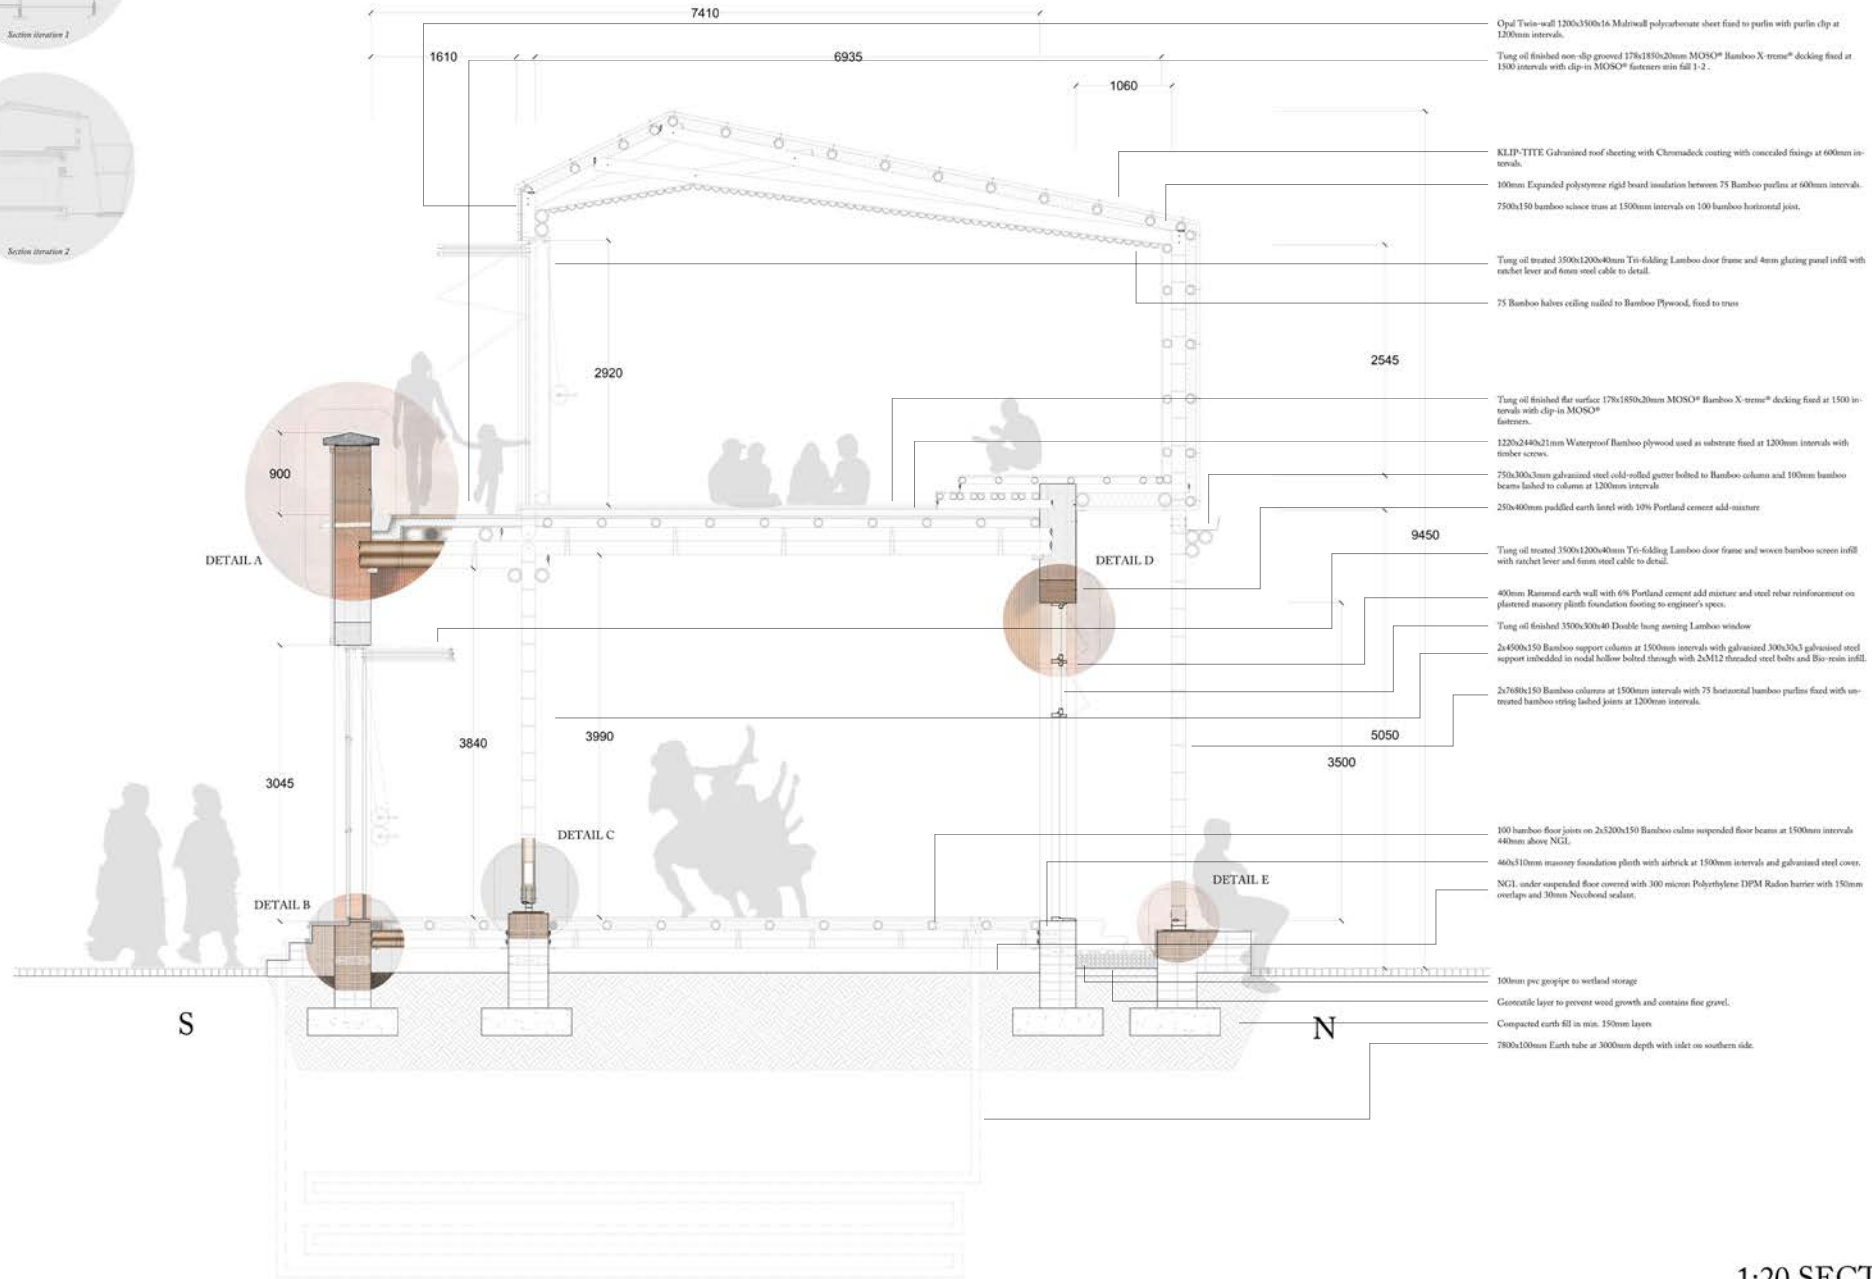 Section iteration 1
Section iteration 2
7410
1610
6935
1060
2920
900
2545
9450
3840
3990
5050
3500
3045
DETAIL A
DETAIL B
DETAIL C
DETAIL D
DETAIL E
S
N
Opal Twin-wall 1200x3500x16 Multiwall polycarbonate sheet fixed to purlin with purlin clip at
1200mm intervals.
Tung oil finished non-slip grooved 178x1850x20mm MOSO® Bamboo X-treme® decking fixed at
1500 intervals with clip-in MOSO® fasteners min fall 1-2 .
KLIP-TITE Galvanized roof sheeting with Chromadeck coating with concealed fixings at 600mm in-
tervals.
100mm Expanded polystyrene rigid board insulation between 75 Bamboo purlins at 600mm intervals.
7500x150 bamboo scissor truss at 1500mm intervals on 100 bamboo horizontal joist.
Tung oil treated 3500x1200x40mm Tri-folding Lamboo door frame and 4mm glazing panel infill with
ratchet lever and 6mm steel cable to detail.
75 Bamboo halves ceiling nailed to Bamboo Plywood, fixed to truss
Tung oil finished flat surface 178x1850x20mm MOSO® Bamboo X-treme® decking fixed at 1500 in-
tervals with clip-in MOSO®
fasteners.
1220x2440x21mm Waterproof Bamboo plywood used as substrate fixed at 1200mm intervals with
timber screws.
750x300x3mm galvanized steel cold-rolled gutter bolted to Bamboo column and 100mm bamboo
beams lashed to column at 1200mm intervals
250x400mm puddled earth lintel with 10% Portland cement add-mixture
Tung oil treated 3500x1200x40mm Tri-folding Lamboo door frame and woven bamboo screen infill
with ratchet lever and 6mm steel cable to detail.
400mm Rammed earth wall with 6% Portland cement add mixture and steel rebar reinforcement on
plastered masonry plinth foundation footing to engineer's specs.
Tung oil finished 3500x300x40 Double hung awning Lamboo window
2x4500x150 Bamboo support column at 1500mm intervals with galvanized 300x30x3 galvanised steel
support imbedded in nodal hollow bolted through with 2xM12 threaded steel bolts and Bio-resin infill.
2x7680x150 Bamboo columns at 1500mm intervals with 75 horizontal bamboo purlins fixed with un-
treated bamboo string lashed joints at 1200mm intervals.
100 bamboo floor joists on 2x5200x150 Bamboo culms suspended floor beams at 1500mm intervals
440mm above NGL
460x510mm masonry foundation plinth with airbrick at 1500mm intervals and galvanized steel cover.
NGL under suspended floor covered with 300 micron Polyethylene DPM Radon barrier with 150mm
overlaps and 30mm Necobond sealant.
100mm pvc geopipe to wetland storage
Geotextile layer to prevent weed growth and contains fine gravel.
Compacted earth fill in min. 150mm layers
7800x100mm Earth tube at 3000mm depth with inlet on southern side.